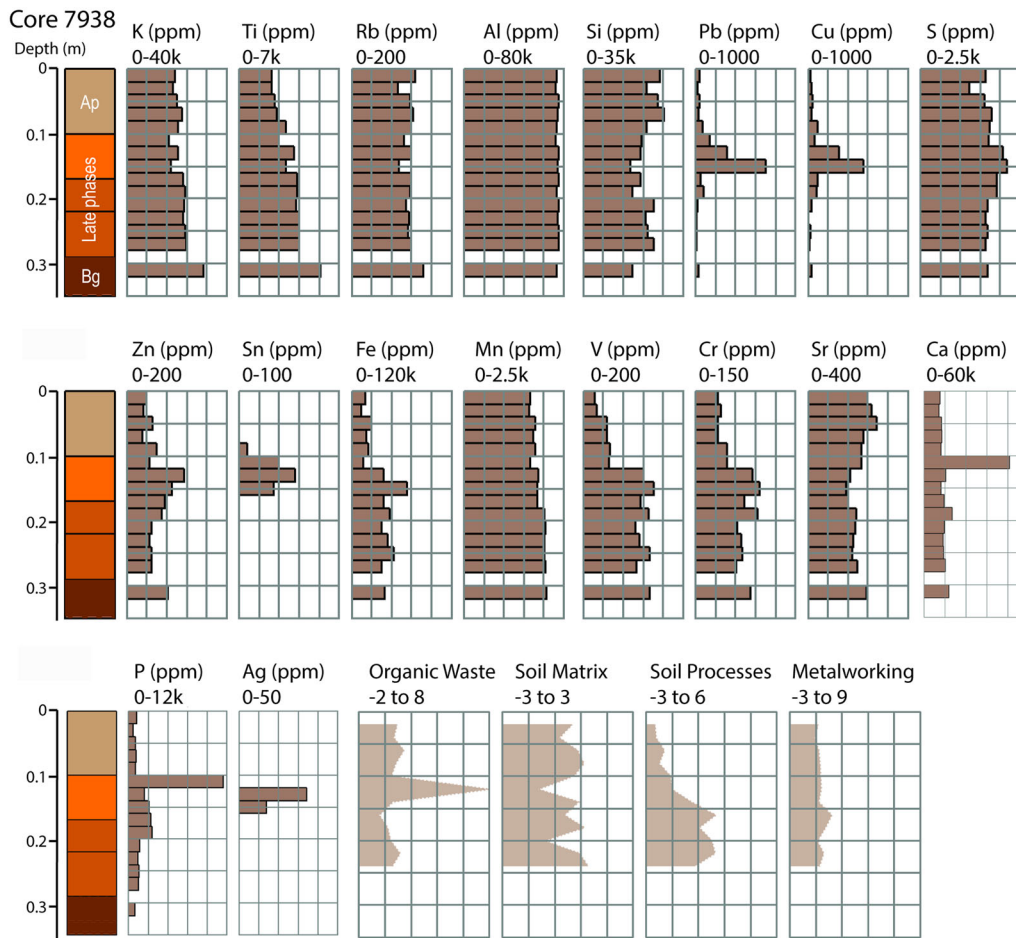 Core 7938
Depth (m)
K (ppm)
0-40k
Ti (ppm)
0-7k
Rb (ppm)
0-200
Al (ppm)
0-80k
Si (ppm)
0-35k
Pb (ppm)
0-1000
Cu (ppm)
0-1000
S (ppm)
0-2.5k
0
0.1
0.2
0.3
Ap
Late phases
Bg
Zn (ppm)
0-200
Sn (ppm)
0-100
Fe (ppm)
0-120k
Mn (ppm)
0-2.5k
V (ppm)
0-200
Cr (ppm)
0-150
Sr (ppm)
0-400
Ca (ppm)
0-60k
0
0.1
0.2
0.3
P (ppm)
0-12k
Ag (ppm)
0-50
Organic Waste
-2 to 8
Soil Matrix
-3 to 3
Soil Processes
-3 to 6
Metalworking
-3 to 9
0
0.1
0.2
0.3